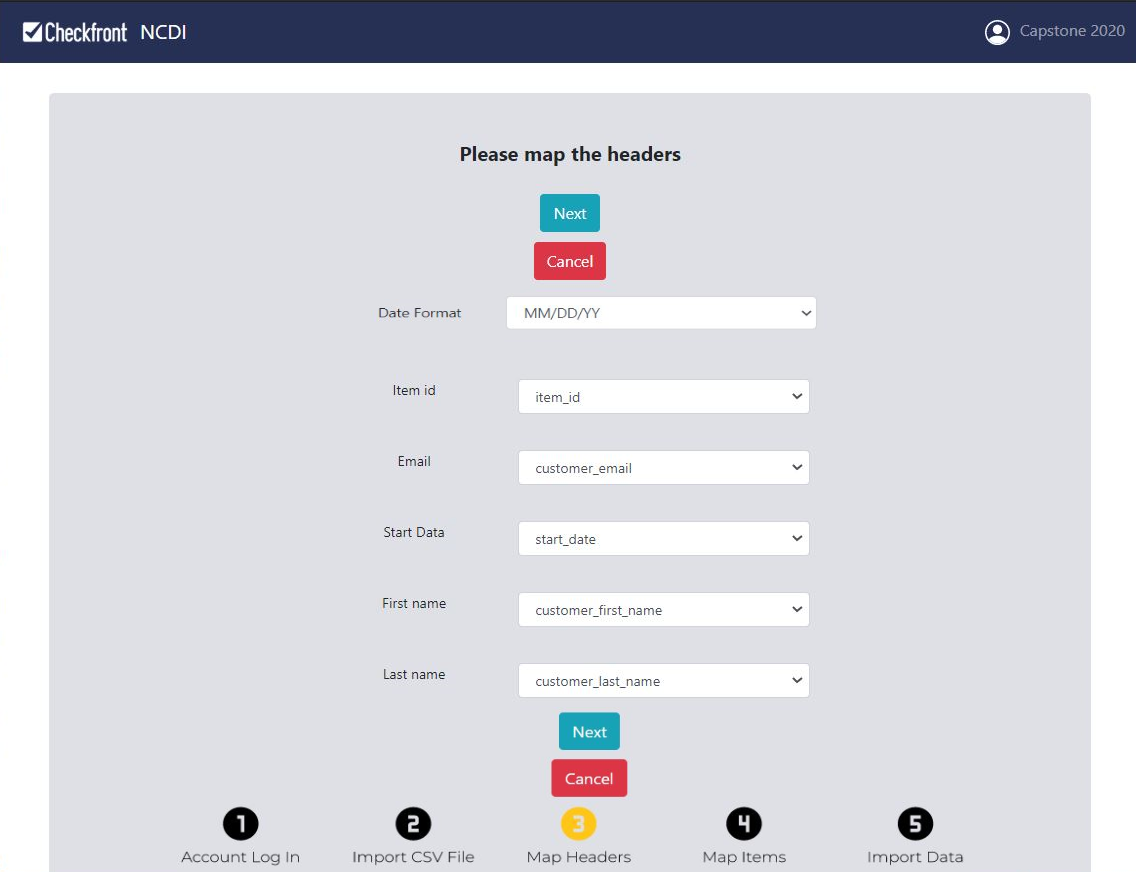 Checkfront NCDI
Capstone 2020
Please map the headers
Next
Cancel
Date Format MM/DD/YY
Item id item_id
Email customer_email
Start Data start_date
First name customer_first_name
Last name customer_last_name
Next
Cancel
1 2 3 4 5
Account Log In Import CSV File Map Headers Map Items Import Data